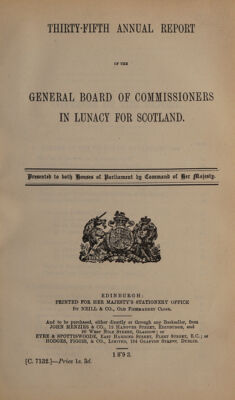 THIRTY-FIFTH ANNUAL REPORT
OF THE
GENERAL BOARD OF COMMISSIONERS
IN LUNACY FOR SCOTLAND.
Presented to both Houses of Parliament by Command of Her Majesty.
EDINBURGH:
PRINTED FOR HER MAJESTY'S STATIONERY OFFICE
BY NEILL & CO., OLD FISHMARKET CLOSE.
And to be purchased, either directly or through any Bookseller, from
JOHN MENZIES & CO., 12 HANOVER STREET, EDINBURGH, and
90 WEST NILE STREET, GLASGOW; or
EYRE & SPOTTISWOODE, EAST HARDING STREET, FLEET STREET, E.C.; or
HODGES, FIGGIS, & CO., LIMITED, 104 GRAFTON STREET, DUBLIN.
1893.
[C. 7132.]—Price 1s. 3d.